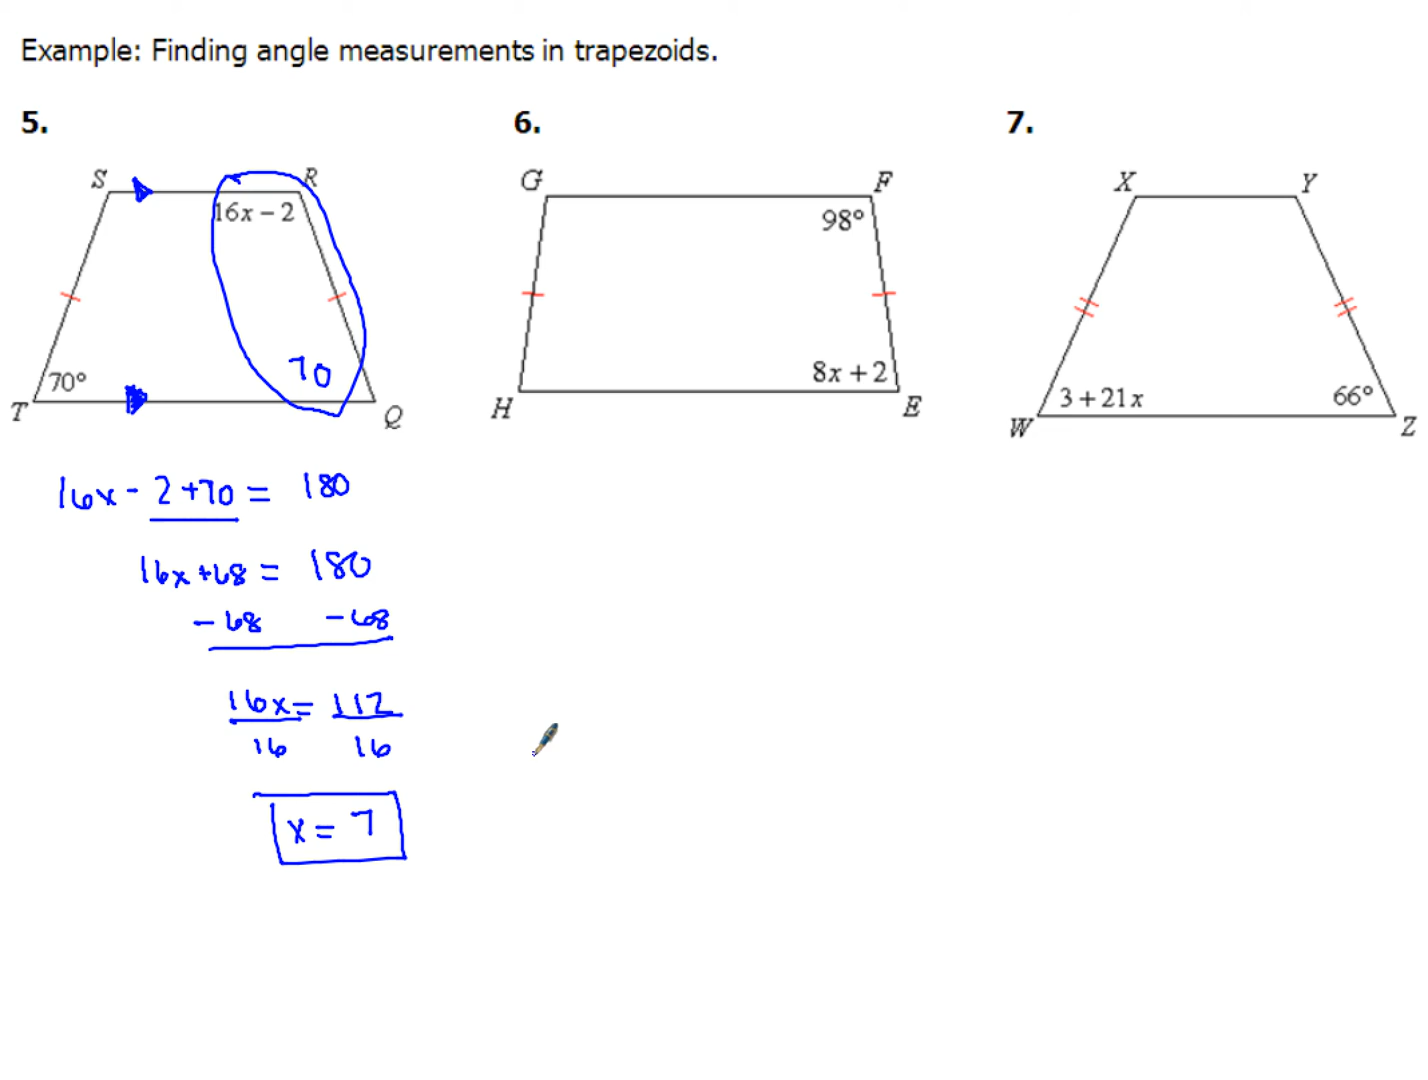 Example: Finding angle measurements in trapezoids.
5.
S
R
16x − 2
70
70°
T
Q
16x - 2 + 70 = 180
16x + 68 = 180
- 68 - 68
16x = 112
16 16
x = 7
6.
G
F
98°
8x + 2
H
E
7.
X
Y
3 + 21x
66°
W
Z